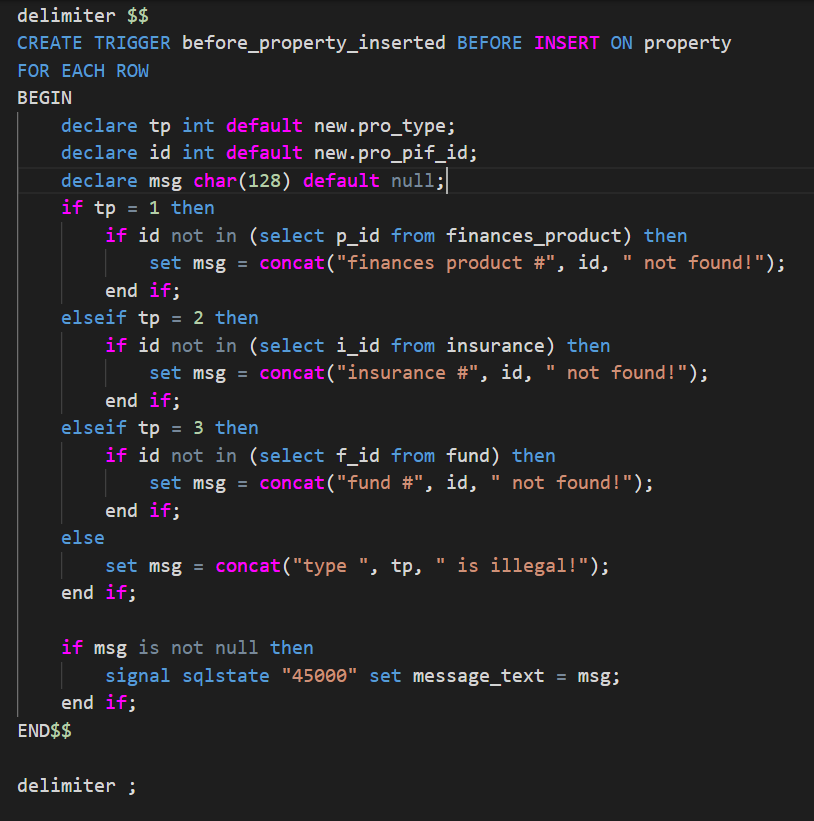 delimiter $$
CREATE TRIGGER before_property_inserted BEFORE INSERT ON property
FOR EACH ROW
BEGIN
    declare tp int default new.pro_type;
    declare id int default new.pro_pif_id;
    declare msg char(128) default null;
    if tp = 1 then
        if id not in (select p_id from finances_product) then
            set msg = concat("finances product #", id, " not found!");
        end if;
    elseif tp = 2 then
        if id not in (select i_id from insurance) then
            set msg = concat("insurance #", id, " not found!");
        end if;
    elseif tp = 3 then
        if id not in (select f_id from fund) then
            set msg = concat("fund #", id, " not found!");
        end if;
    else
        set msg = concat("type ", tp, " is illegal!");
    end if;

    if msg is not null then
        signal sqlstate "45000" set message_text = msg;
    end if;
END$$

delimiter ;